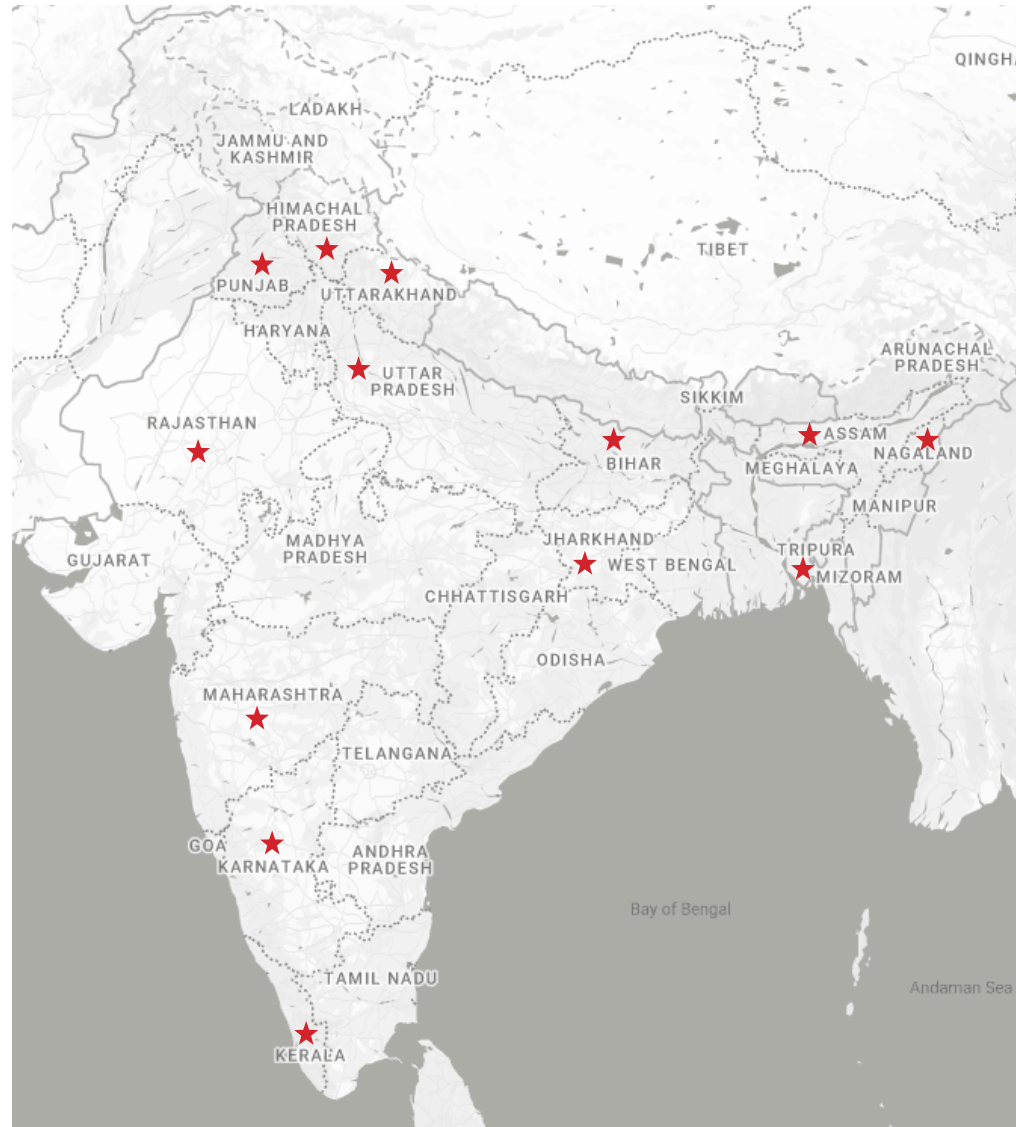 QINGHA
LADAKH
JAMMU AND
KASHMIR
HIMACHAL
PRADESH
TIBET
PUNJAB
UTTARAKHAND
HARYANA
ARUNACHAL
PRADESH
UTTAR
PRADESH
SIKKIM
RAJASTHAN
ASSAM
NAGALAND
BIHAR
MEGHALAYA
MANIPUR
JHARKHAND
MADHYA
PRADESH
GUJARAT
TRIPURA
WEST BENGAL
MIZORAM
CHHATTISGARH
ODISHA
MAHARASHTRA
TELANGANA
GOA
ANDHRA
PRADESH
KARNATAKA
Bay of Bengal
TAMIL NADU
Andaman Sea
KERALA